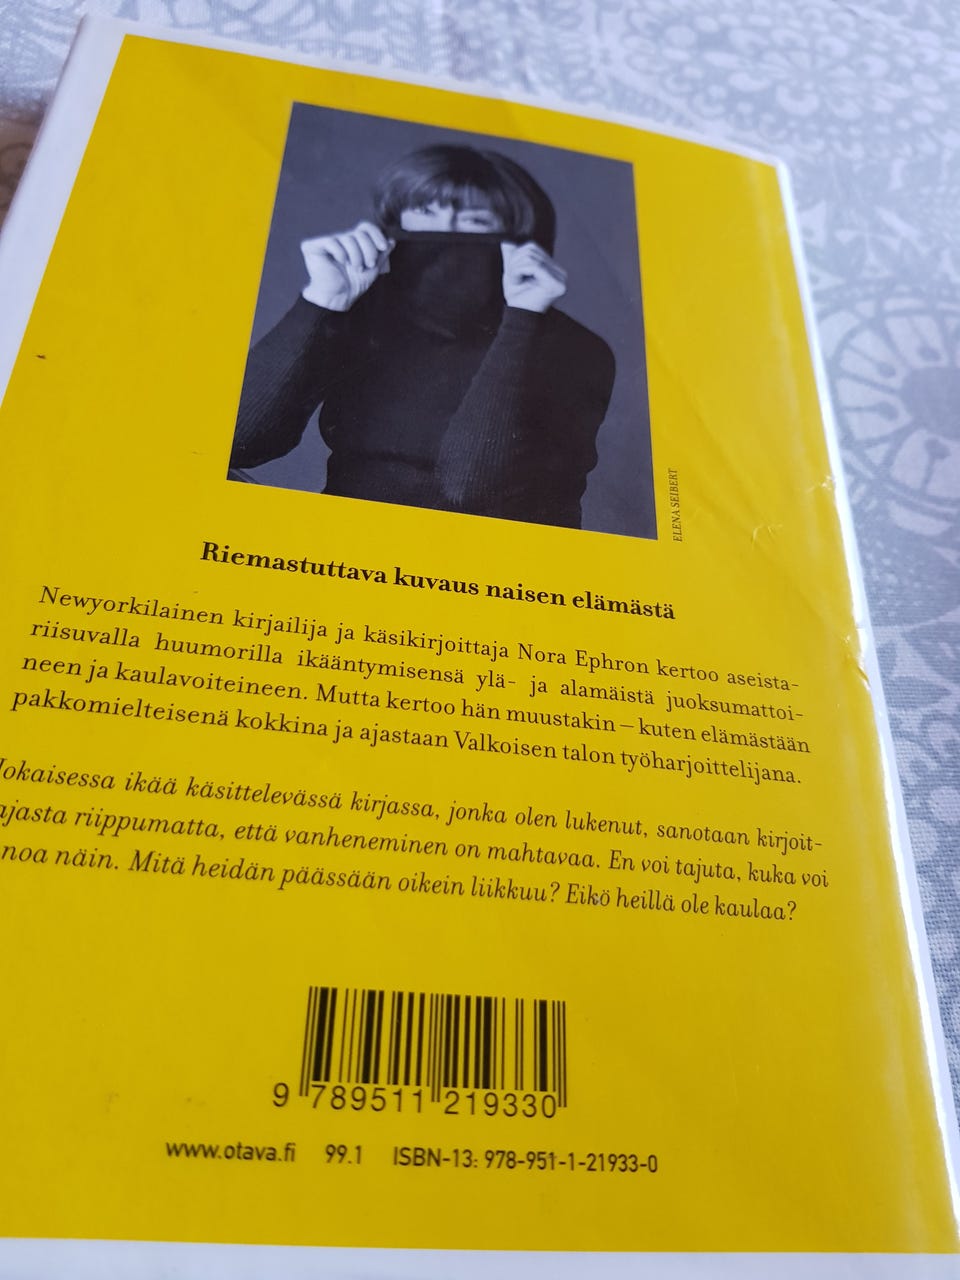 ELENA SEIBERT
Riemastuttava kuvaus naisen elämästä
Newyorkilainen kirjailija ja käsikirjoittaja Nora Ephron kertoo aseista-
riisuvalla huumorilla ikääntymisensä ylä- ja alamäistä juoksumattoi-
neen ja kaulavoiteineen. Mutta kertoo hän muustakin – kuten elämästään
pakkomielteisenä kokkina ja ajastaan Valkoisen talon työharjoittelijana.
Jokaisessa ikää käsittelevässä kirjassa, jonka olen lukenut, sanotaan kirjoit-
ajasta riippumatta, että vanheneminen on mahtavaa. En voi tajuta, kuka voi
noa näin. Mitä heidän päässään oikein liikkuu? Eikö heillä ole kaulaa?
9 789511 219330
www.otava.fi 99.1 ISBN-13: 978-951-1-21933-0